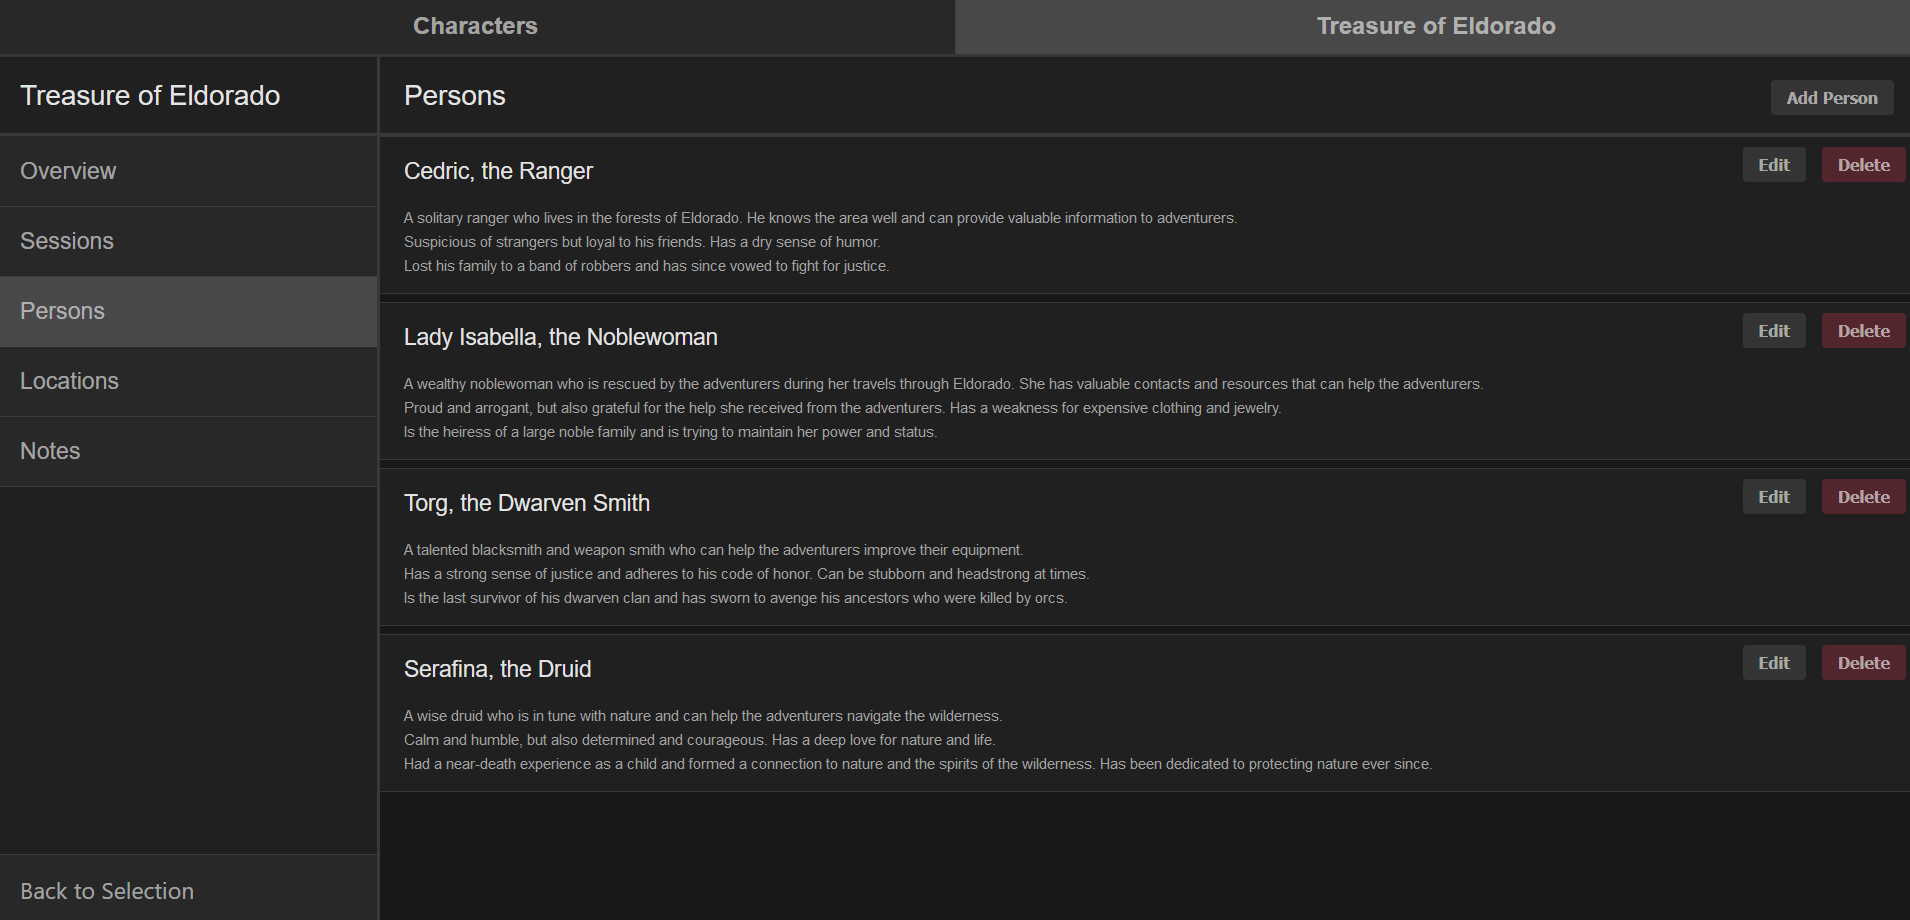 Characters
Treasure of Eldorado
Treasure of Eldorado
Overview
Sessions
Persons
Locations
Notes
Back to Selection
Persons
Add Person
Cedric, the Ranger
Edit
Delete
A solitary ranger who lives in the forests of Eldorado. He knows the area well and can provide valuable information to adventurers.
Suspicious of strangers but loyal to his friends. Has a dry sense of humor.
Lost his family to a band of robbers and has since vowed to fight for justice.
Lady Isabella, the Noblewoman
Edit
Delete
A wealthy noblewoman who is rescued by the adventurers during her travels through Eldorado. She has valuable contacts and resources that can help the adventurers.
Proud and arrogant, but also grateful for the help she received from the adventurers. Has a weakness for expensive clothing and jewelry.
Is the heiress of a large noble family and is trying to maintain her power and status.
Torg, the Dwarven Smith
Edit
Delete
A talented blacksmith and weapon smith who can help the adventurers improve their equipment.
Has a strong sense of justice and adheres to his code of honor. Can be stubborn and headstrong at times.
Is the last survivor of his dwarven clan and has sworn to avenge his ancestors who were killed by orcs.
Serafina, the Druid
Edit
Delete
A wise druid who is in tune with nature and can help the adventurers navigate the wilderness.
Calm and humble, but also determined and courageous. Has a deep love for nature and life.
Had a near-death experience as a child and formed a connection to nature and the spirits of the wilderness. Has been dedicated to protecting nature ever since.